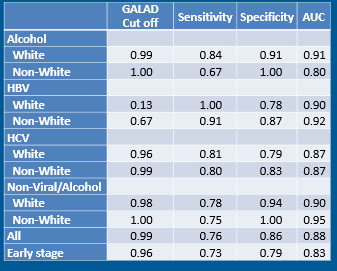 GALAD Cut off Sensitivity Specificity AUC
Alcohol
White 0.99 0.84 0.91 0.91
Non-White 1.00 0.67 1.00 0.80
HBV
White 0.13 1.00 0.78 0.90
Non-White 0.67 0.91 0.87 0.92
HCV
White 0.96 0.81 0.79 0.87
Non-White 0.99 0.80 0.83 0.87
Non-Viral/Alcohol
White 0.98 0.78 0.94 0.90
Non-White 1.00 0.75 1.00 0.95
All 0.99 0.76 0.86 0.88
Early stage 0.96 0.73 0.79 0.83